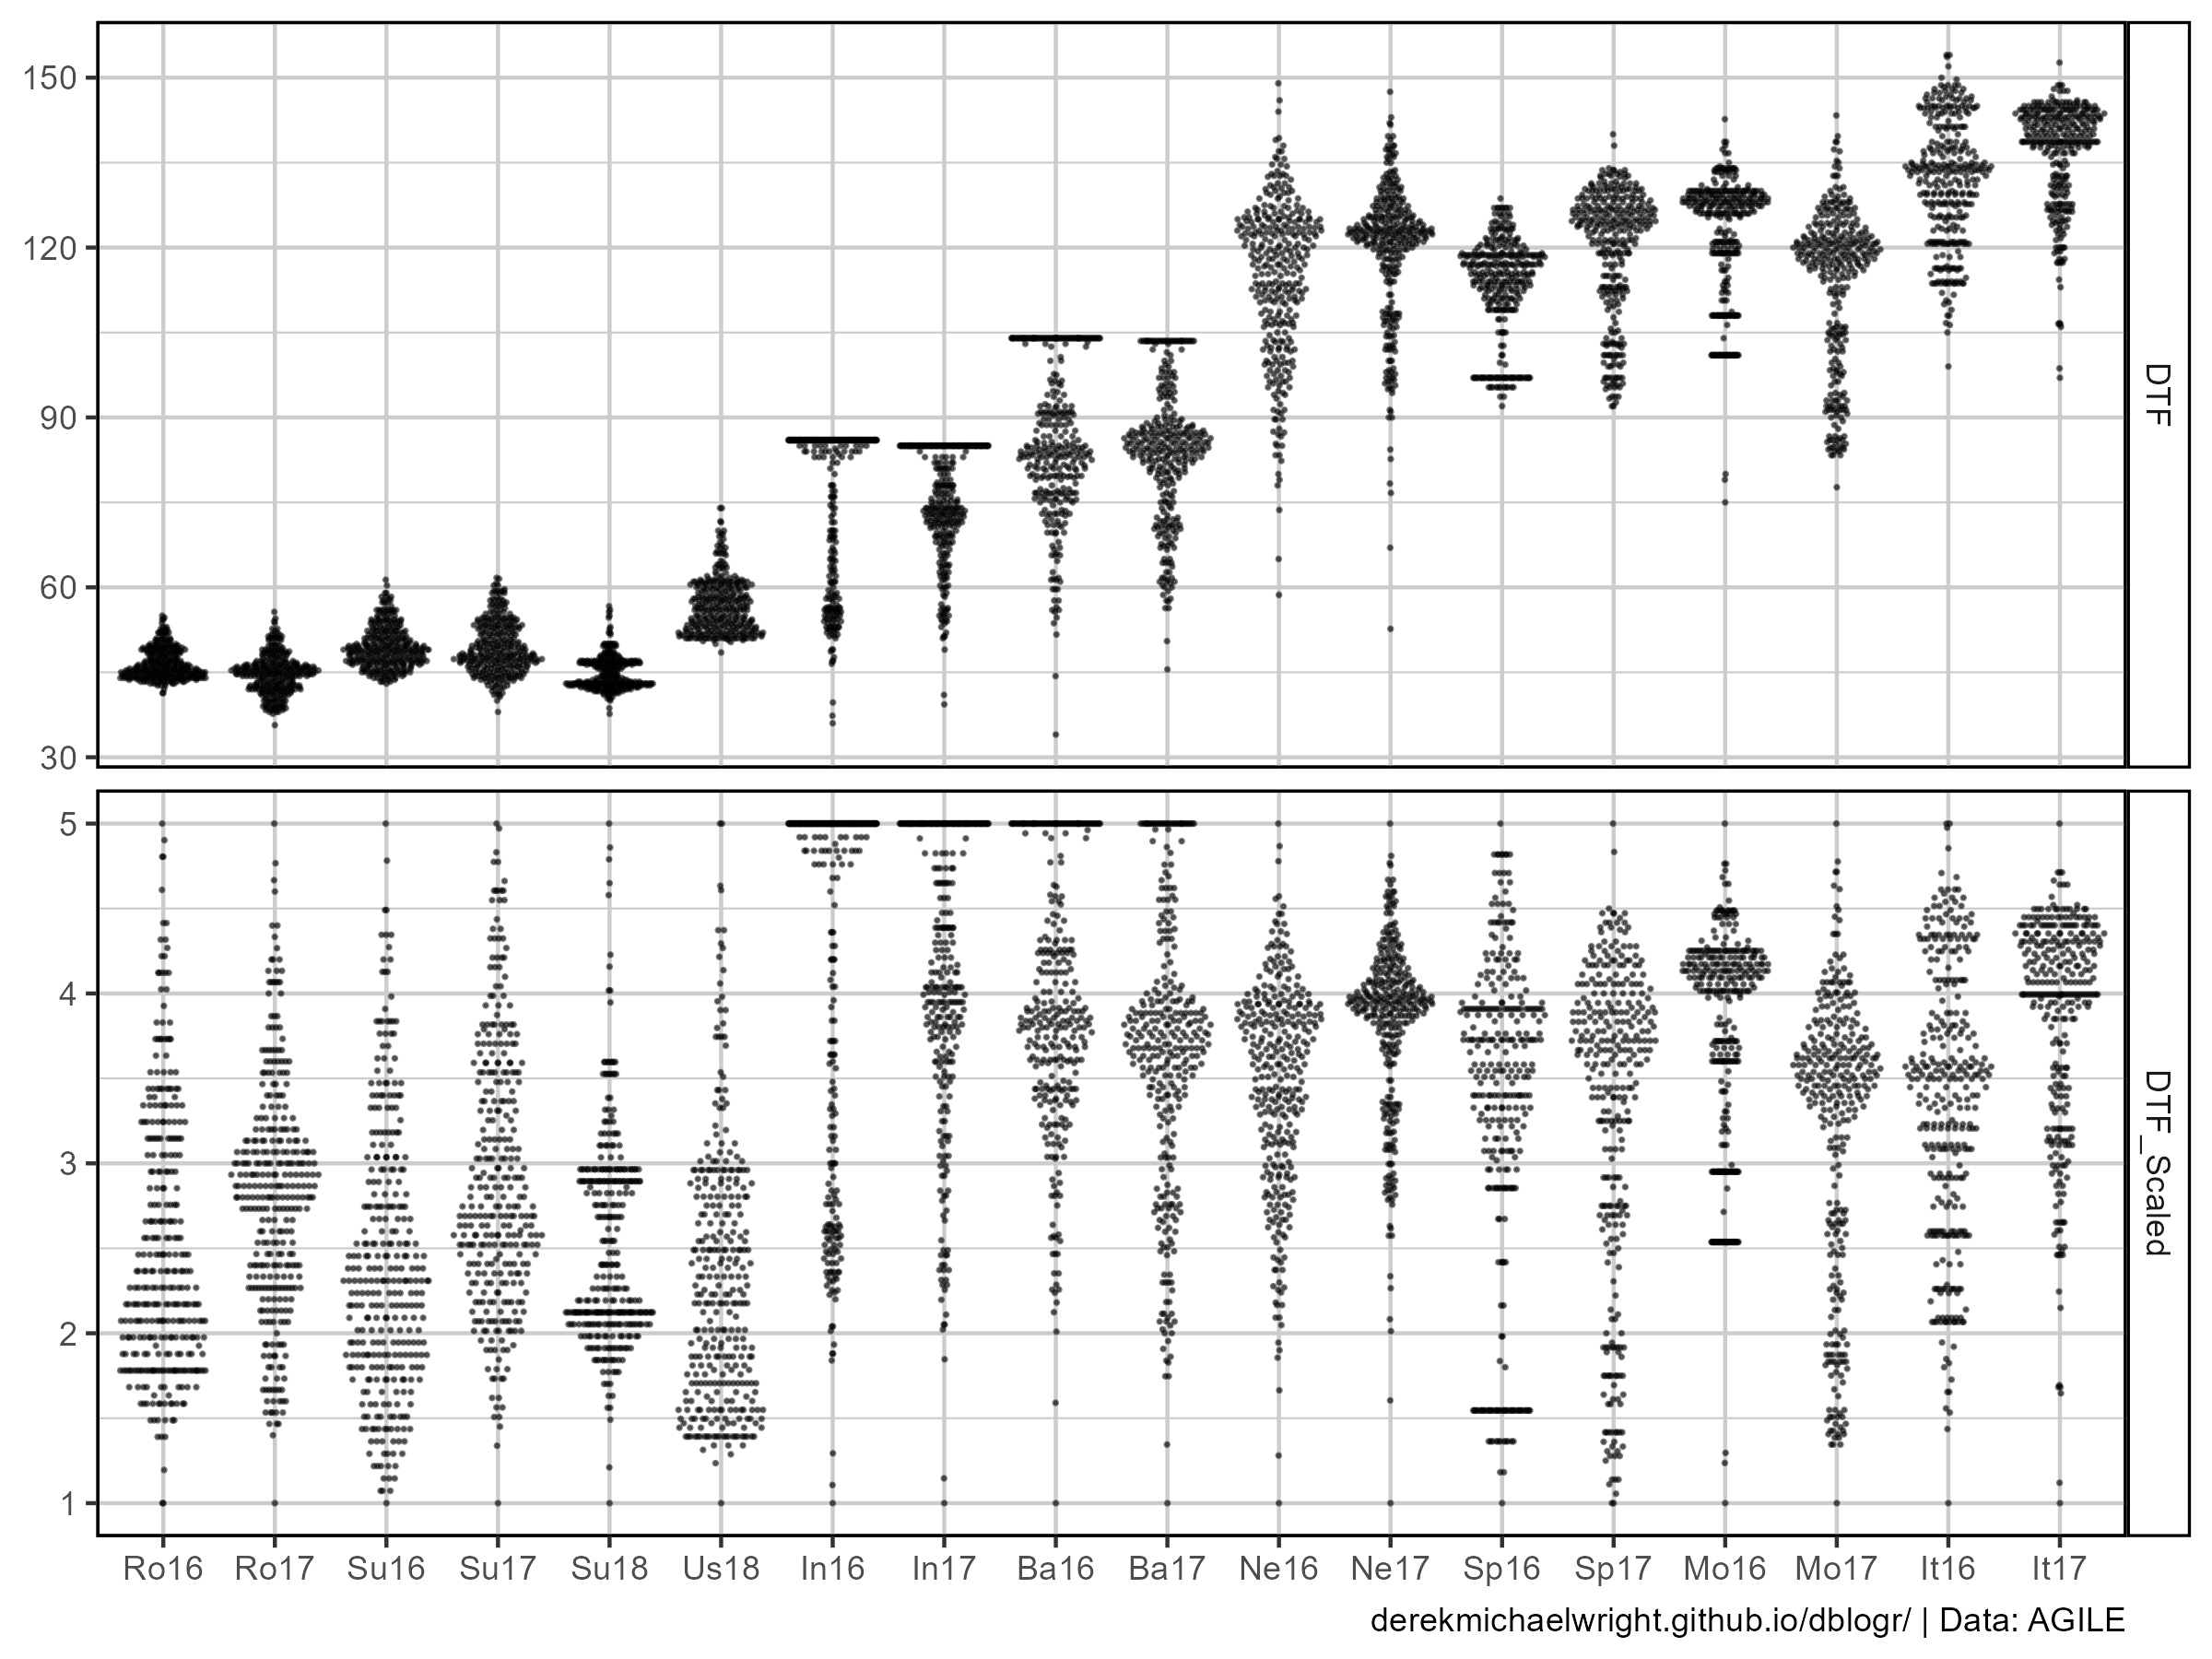 150
120
90
60
30
DTF
5
4
3
2
1
DTF_Scaled
Ro16 Ro17 Su16 Su17 Su18 Us18 In16 In17 Ba16 Ba17 Ne16 Ne17 Sp16 Sp17 Mo16 Mo17 It16 It17
derekmichaelwright.github.io/dblogr/ | Data: AGILE